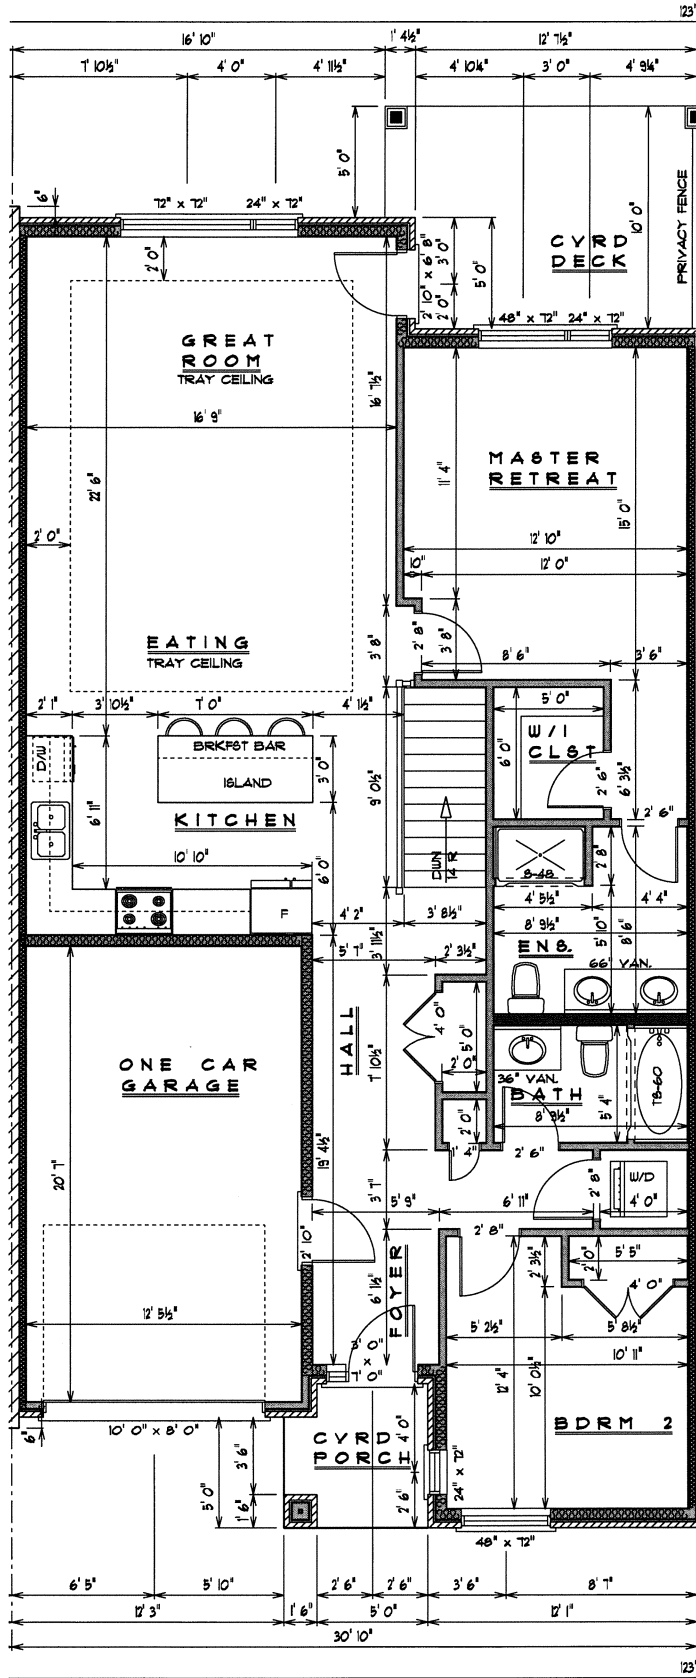 123'
16' 10" 1' 4½" 12' 7½"
7' 10½" 4' 0" 4' 11½" 4' 10¼" 3' 0" 4' 9¼"
5' 0"
10' 0"
PRIVACY FENCE
6"
72" x 72" 24" x 72"
2' 0"
CVRD
DECK
2' 10" x 6' 8"
3' 0"
2' 0"
5' 0"
48" x 72" 24" x 72"
GREAT
ROOM
TRAY CEILING
16' 7½"
16' 9"
22' 6"
11' 4"
MASTER
RETREAT
15' 0"
2' 0"
12' 10"
10" 12' 0"
EATING
TRAY CEILING
3' 8"
2' 8"
3' 8"
8' 6" 3' 6"
2' 1" 3' 10½" 7' 0" 4' 1½"
5' 0"
D/W
BRKFST BAR
ISLAND
3' 0"
W/I
CLST
6' 0"
2' 6"
6' 3½"
6' 11"
KITCHEN
9' 0½"
2' 6"
10' 10"
6' 0"
DWN
14 R
S-48
2' 8"
F
4' 2" 3' 8½"
4' 5½" 4' 4"
8' 9½"
ENS.
5' 10"
8' 6"
66" VAN.
5' 7" 2' 3½"
3' 11½"
HALL
7' 10½"
4' 0"
5' 0"
2' 0"
ONE CAR
GARAGE
36" VAN.
BATH
8' 9½"
5' 4"
TS-60
2' 0"
1' 4"
2' 6"
20' 7"
19' 4½"
3' 7"
5' 9" 6' 11"
2' 8"
W/D
4' 0"
2' 10"
2' 8"
6' 1½"
FOYER
2' 3½"
2' 0"
5' 5"
4' 0"
12' 5½"
5' 2½" 5' 8½"
3' 0"
x
7' 0"
10' 11"
12' 4"
10' 0½"
10' 0" x 8' 0"
6"
CVRD
PORCH
4' 0"
2' 6"
BDRM 2
24" x 72"
5' 0"
3' 6"
1' 6"
48" x 72"
6' 5" 5' 10" 2' 6" 2' 6" 3' 6" 8' 7"
12' 3" 1' 6" 5' 0" 12' 1"
30' 10"
123'